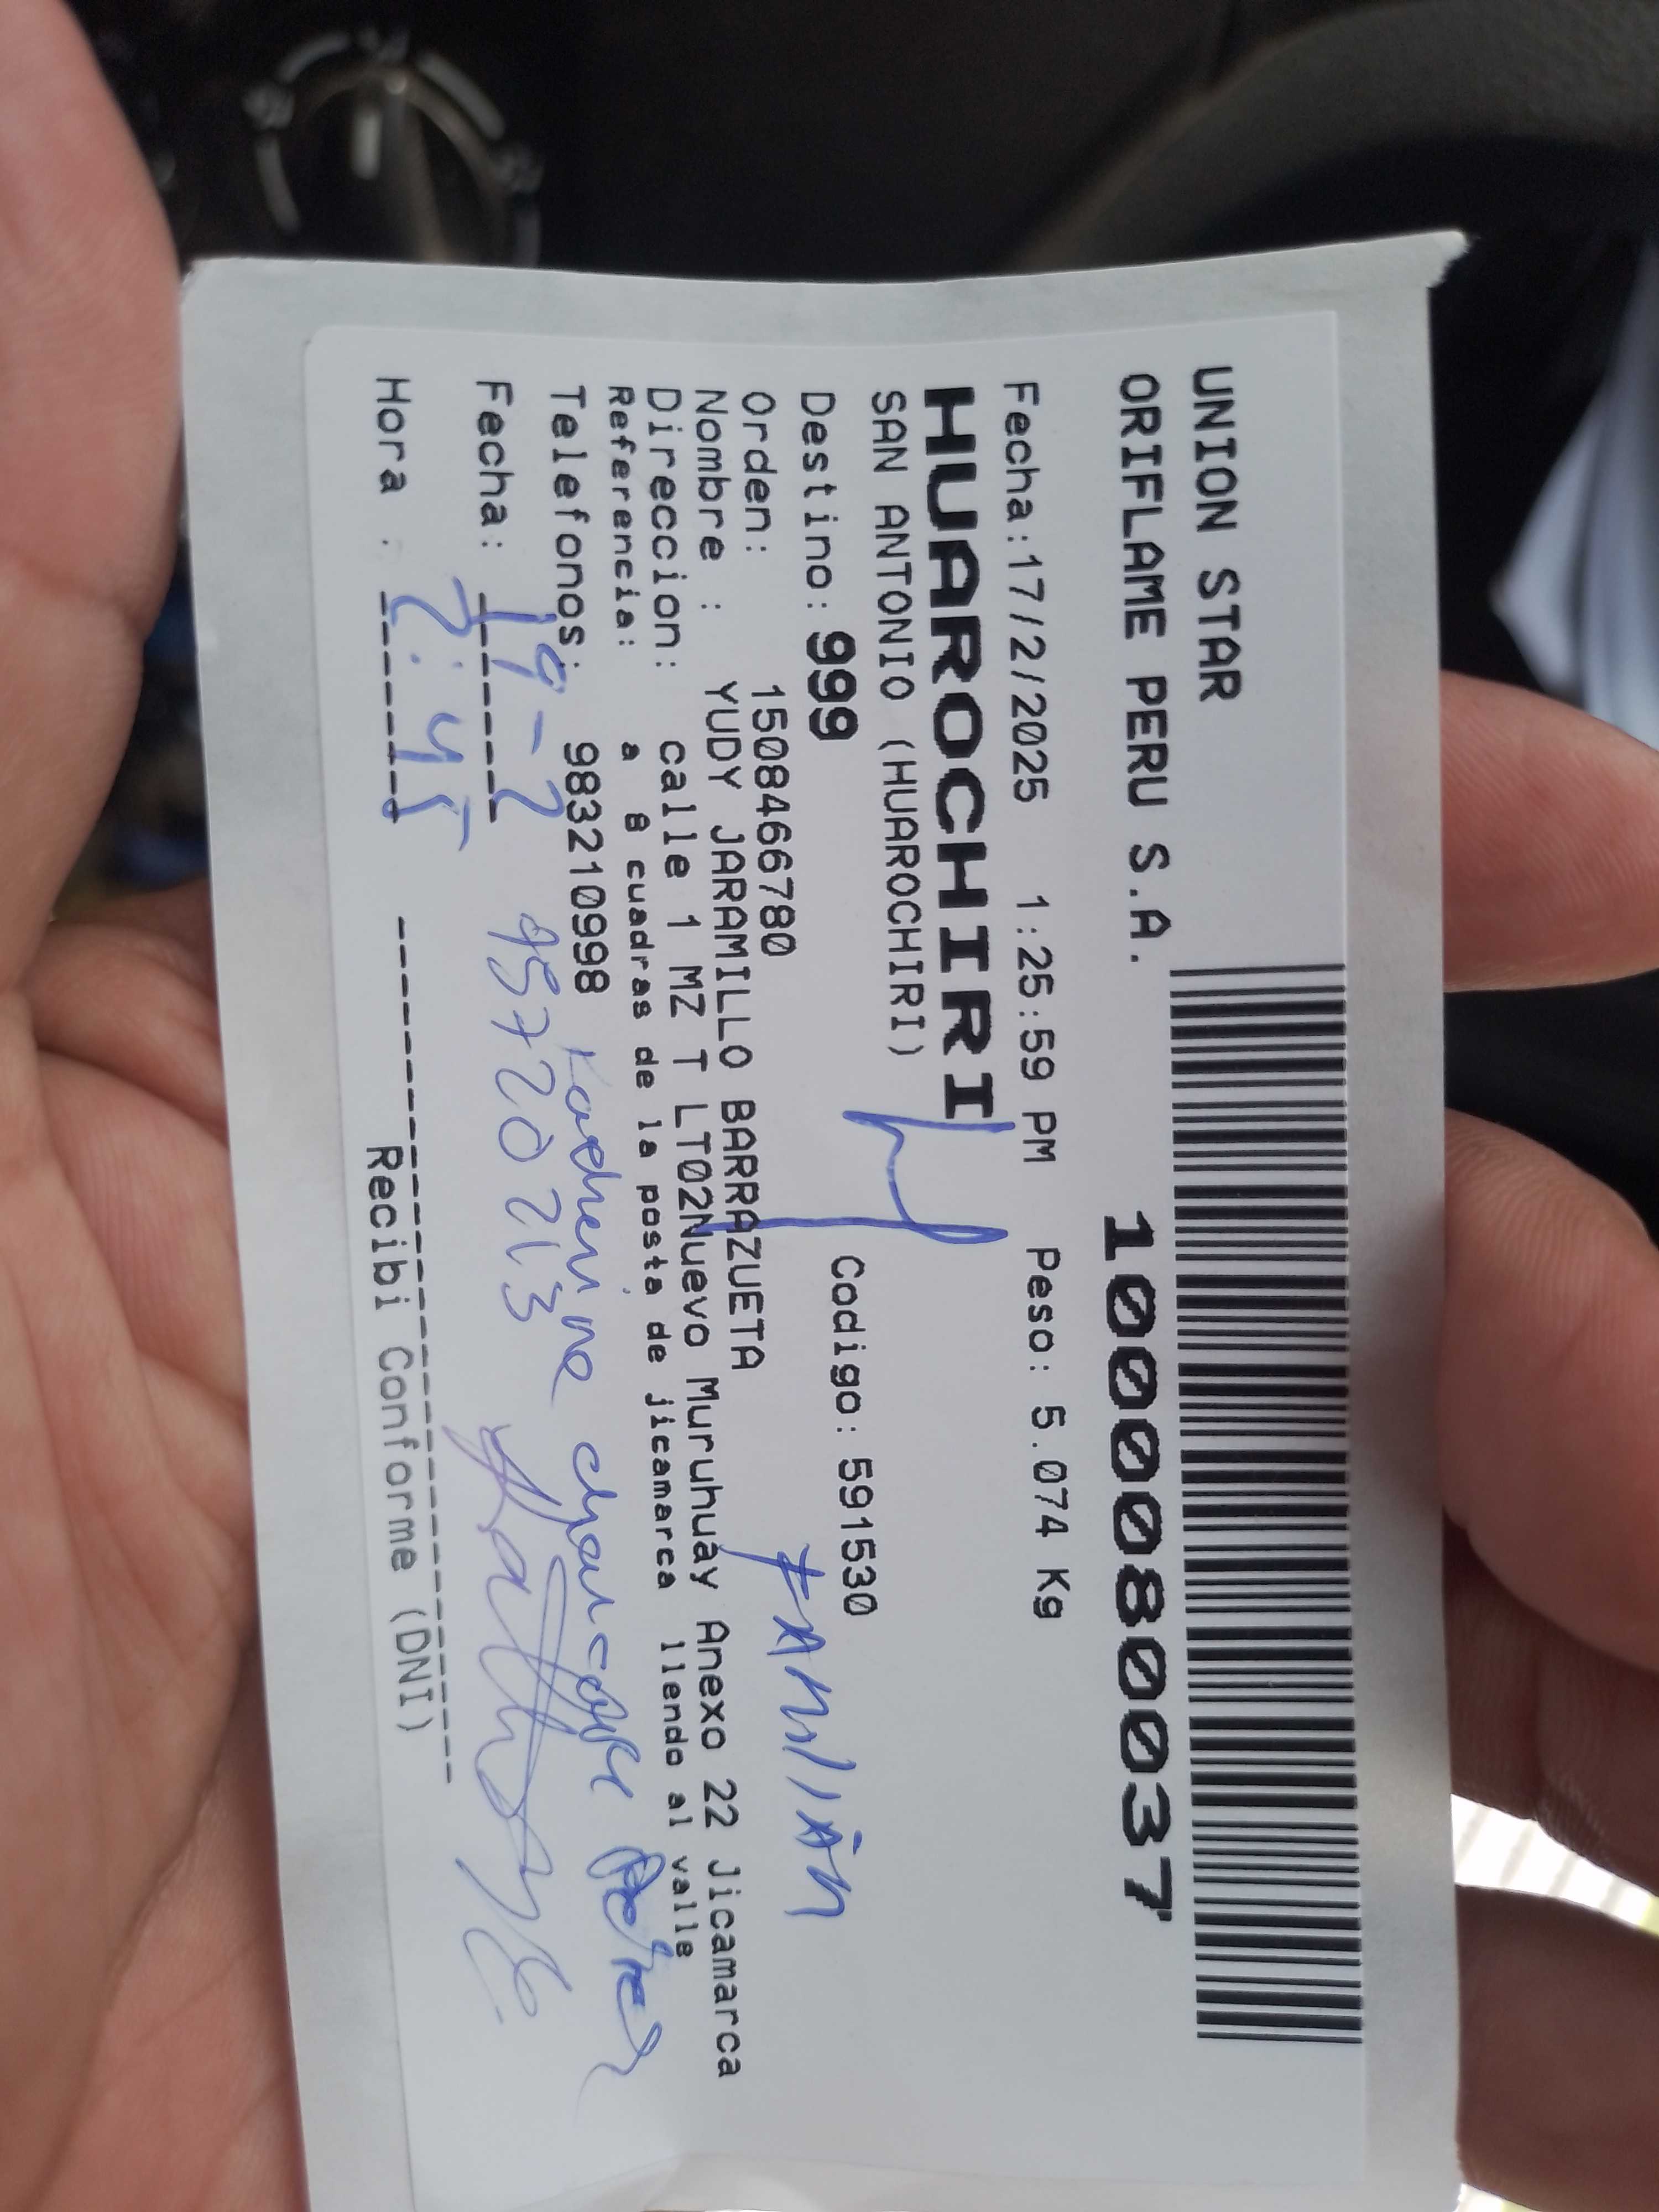 UNION STAR
ORIFLAME PERU S.A.
1000080037
Fecha:17/2/2025 1:25:59 PM Peso: 5.074 Kg
HUAROCHIRI
SAN ANTONIO (HUAROCHIRI)
Destino: 999 Codigo: 591530
FAMILIAR
Orden: 1508466780
Nombre : YUDY JARAMILLO BARRAZUETA
Direccion: Calle 1 MZ T LT02Nuevo Muruhuay Anexo 22 Jicamarca
Referencia: a 8 cuadras de la posta de jicamarca llendo al valle
Telefonos: 983210998
Fecha: 19-2
Hora : 2:45
Recibi Conforme (DNI)